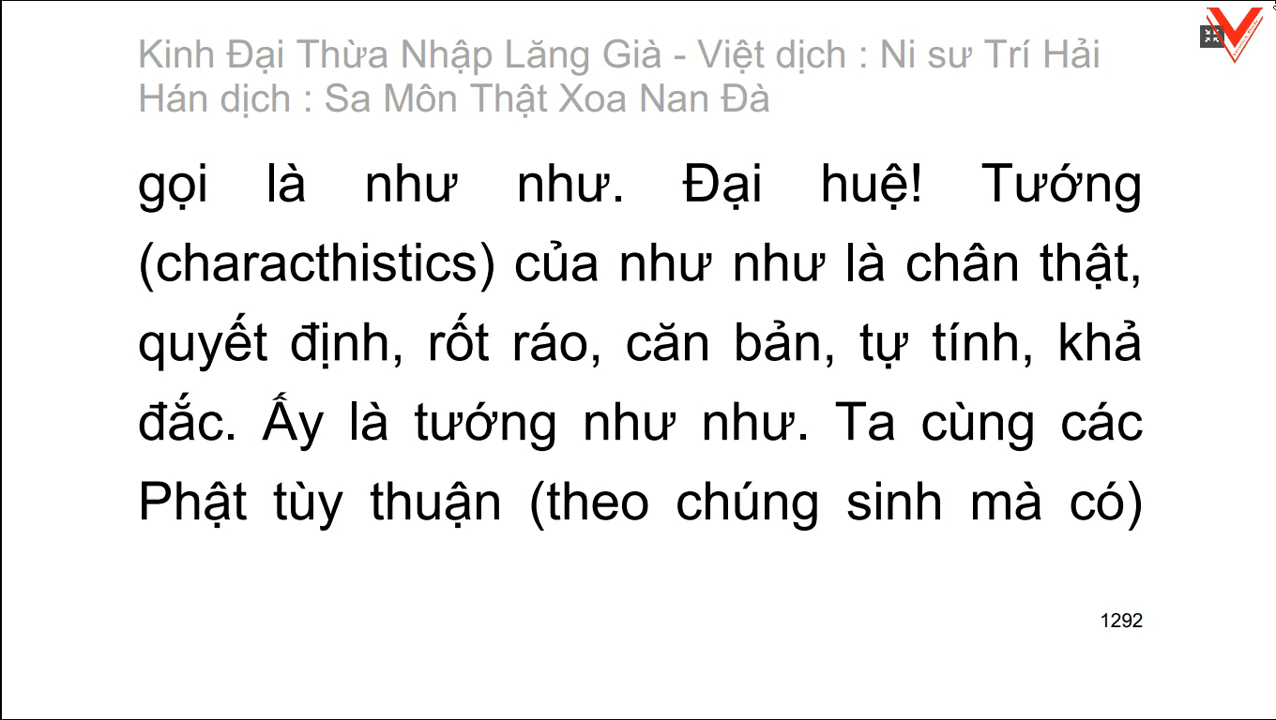 Kinh Đại Thừa Nhập Lăng Già - Việt dịch : Ni sư Trí Hải
Hán dịch : Sa Môn Thật Xoa Nan Đà
gọi là như như. Đại huệ! Tướng
(characthistics) của như như là chân thật,
quyết định, rốt ráo, căn bản, tự tính, khả
đắc. Ấy là tướng như như. Ta cùng các
Phật tùy thuận (theo chúng sinh mà có)
1292